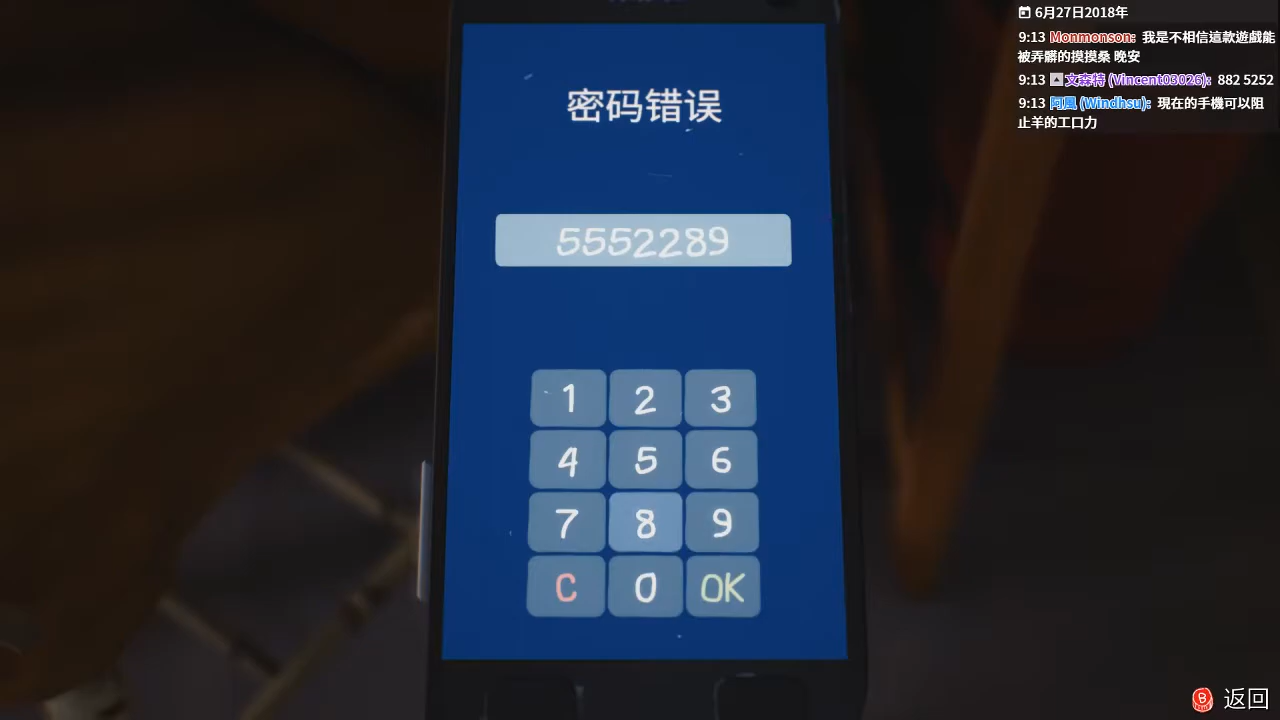 密码错误
5552289
1 2 3
4 5 6
7 8 9
C 0 OK
6月27日2018年
9:13 Monmonson: 我是不相信這款遊戲能
被弄髒的摸摸桑 晚安
9:13 文森特 (Vincent03026): 882 5252
9:13 阿風 (Windhsu): 現在的手機可以阻
止羊的工口力
B 返回